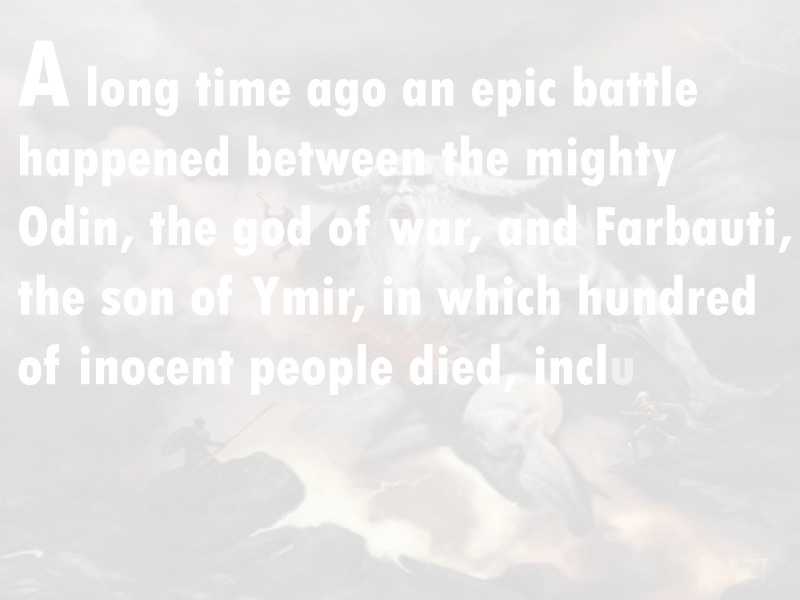 A long time ago an epic battle
happened between the mighty
Odin, the god of war, and Farbauti,
the son of Ymir, in which hundred
of inocent people died, inclu